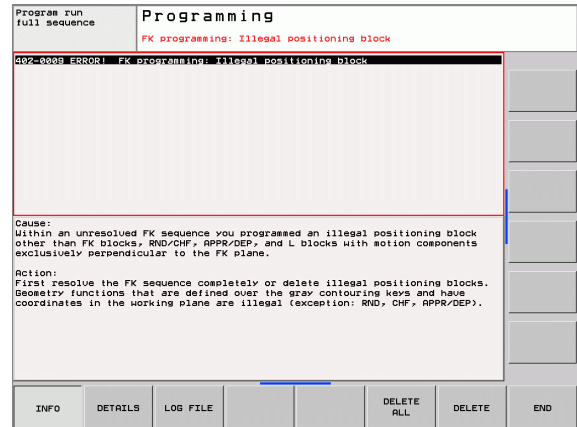 Program run
full sequence
Programming
FK programming: Illegal positioning block
402-0009 ERROR! FK programming: Illegal positioning block
Cause:
Within an unresolved FK sequence you programmed an illegal positioning block
other than FK blocks, RND/CHF, APPR/DEP, and L blocks with motion components
exclusively perpendicular to the FK plane.
Action:
First resolve the FK sequence completely or delete illegal positioning blocks.
Geometry functions that are defined over the gray contouring keys and have
coordinates in the working plane are illegal (exception: RND, CHF, APPR/DEP).
INFO
DETAILS
LOG FILE
DELETE
ALL
DELETE
END